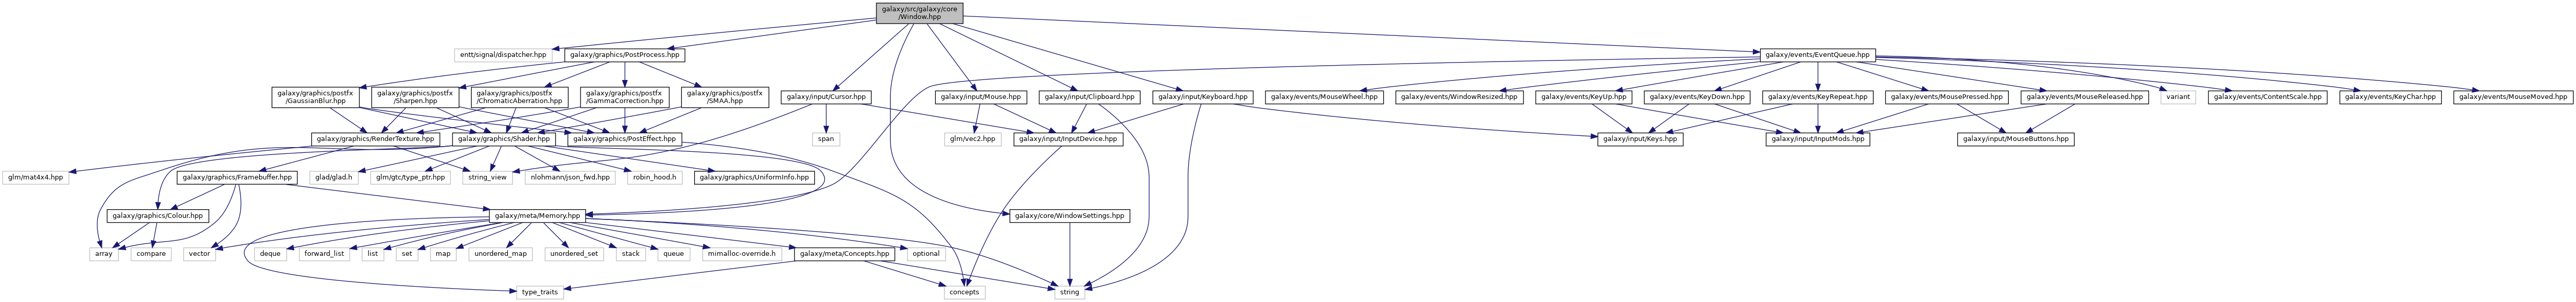 galaxy/src/galaxy/core
/Window.hpp
entt/signal/dispatcher.hpp
galaxy/graphics/PostProcess.hpp
galaxy/events/EventQueue.hpp
galaxy/graphics/postfx
/GaussianBlur.hpp
galaxy/graphics/postfx
/Sharpen.hpp
galaxy/graphics/postfx
/ChromaticAberration.hpp
galaxy/graphics/postfx
/GammaCorrection.hpp
galaxy/graphics/postfx
/SMAA.hpp
galaxy/input/Cursor.hpp
galaxy/input/Mouse.hpp
galaxy/input/Clipboard.hpp
galaxy/input/Keyboard.hpp
galaxy/events/MouseWheel.hpp
galaxy/events/WindowResized.hpp
galaxy/events/KeyUp.hpp
galaxy/events/KeyDown.hpp
galaxy/events/KeyRepeat.hpp
galaxy/events/MousePressed.hpp
galaxy/events/MouseReleased.hpp
variant
galaxy/events/ContentScale.hpp
galaxy/events/KeyChar.hpp
galaxy/events/MouseMoved.hpp
galaxy/graphics/RenderTexture.hpp
galaxy/graphics/Shader.hpp
galaxy/graphics/PostEffect.hpp
span
glm/vec2.hpp
galaxy/input/InputDevice.hpp
galaxy/input/Keys.hpp
galaxy/input/InputMods.hpp
galaxy/input/MouseButtons.hpp
glm/mat4x4.hpp
galaxy/graphics/Framebuffer.hpp
glad/glad.h
glm/gtc/type_ptr.hpp
string_view
nlohmann/json_fwd.hpp
robin_hood.h
galaxy/graphics/UniformInfo.hpp
galaxy/graphics/Colour.hpp
galaxy/meta/Memory.hpp
galaxy/core/WindowSettings.hpp
array
compare
vector
deque
forward_list
list
set
map
unordered_map
unordered_set
stack
queue
mimalloc-override.h
galaxy/meta/Concepts.hpp
optional
type_traits
concepts
string